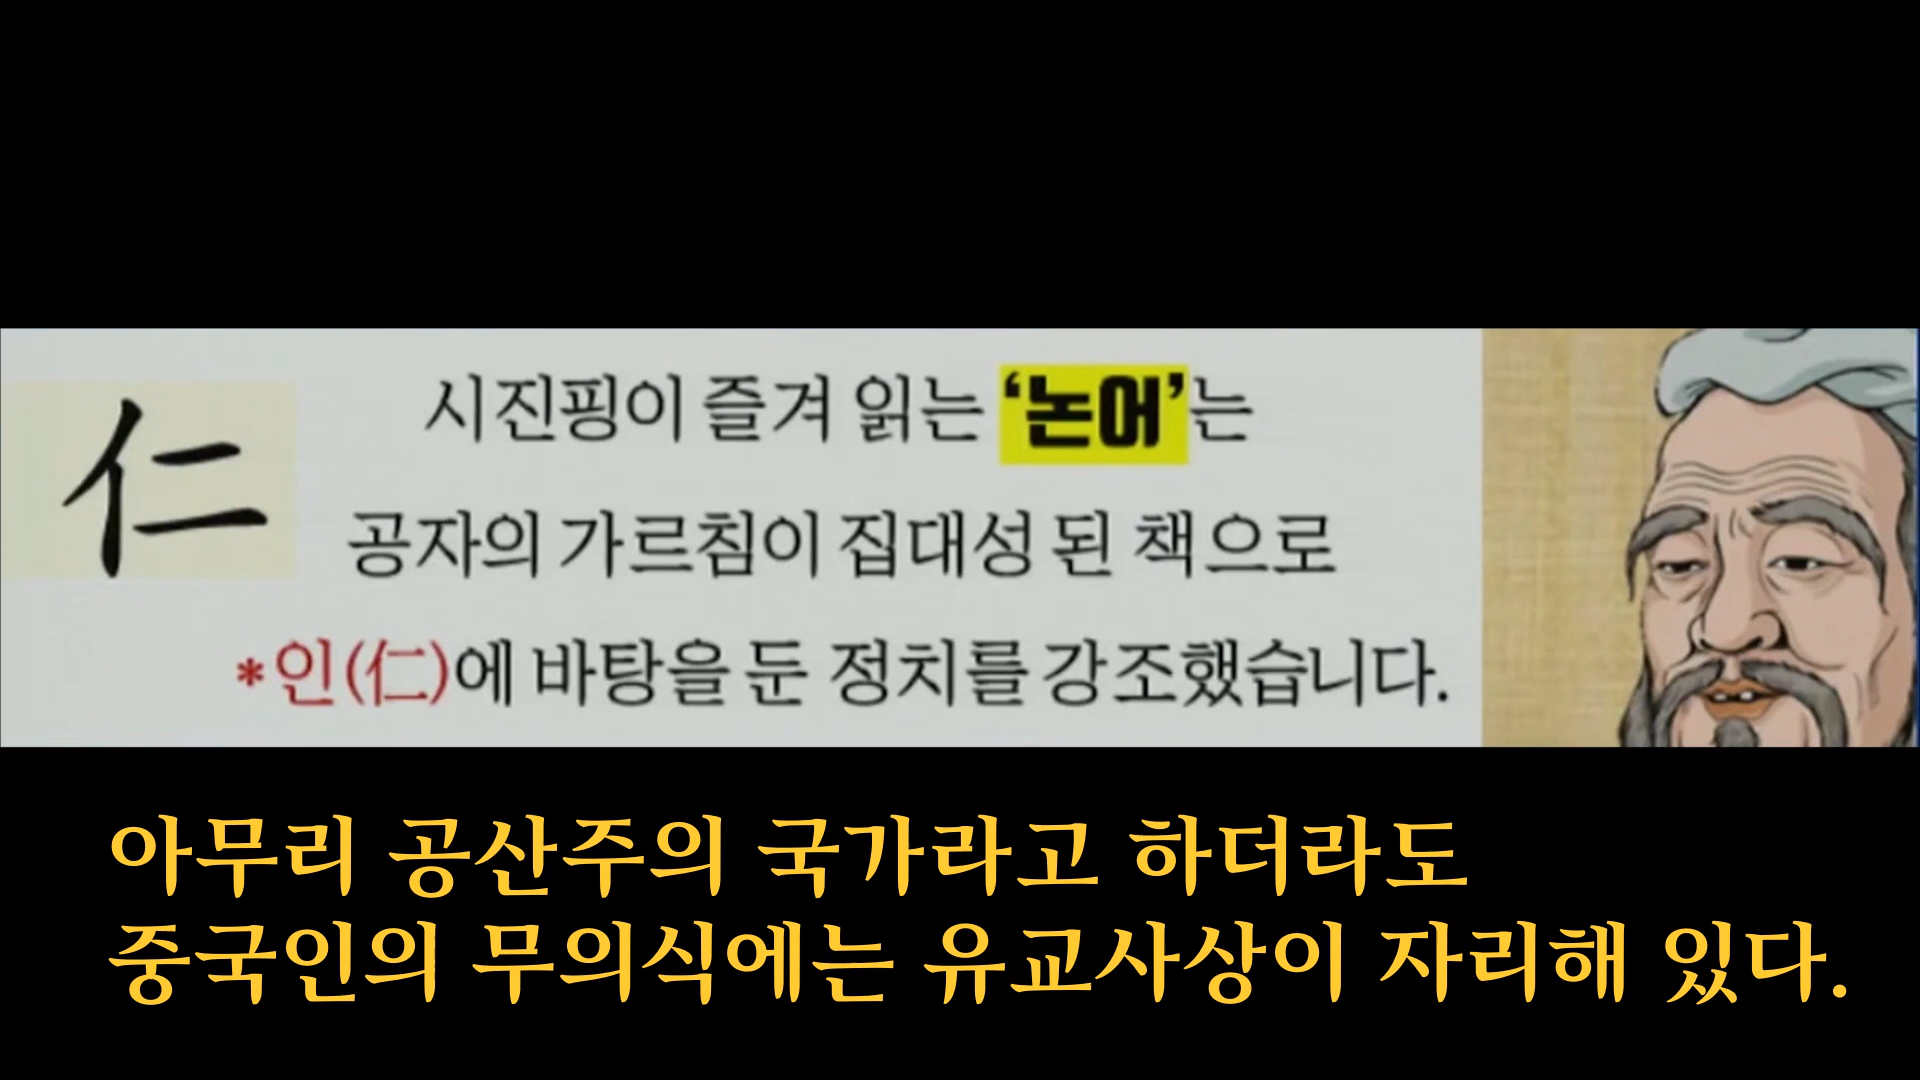 仁
시진핑이 즐겨 읽는 ‘논어’는
공자의 가르침이 집대성 된 책으로
*인(仁)에 바탕을 둔 정치를 강조했습니다.
아무리 공산주의 국가라고 하더라도
중국인의 무의식에는 유교사상이 자리해 있다.